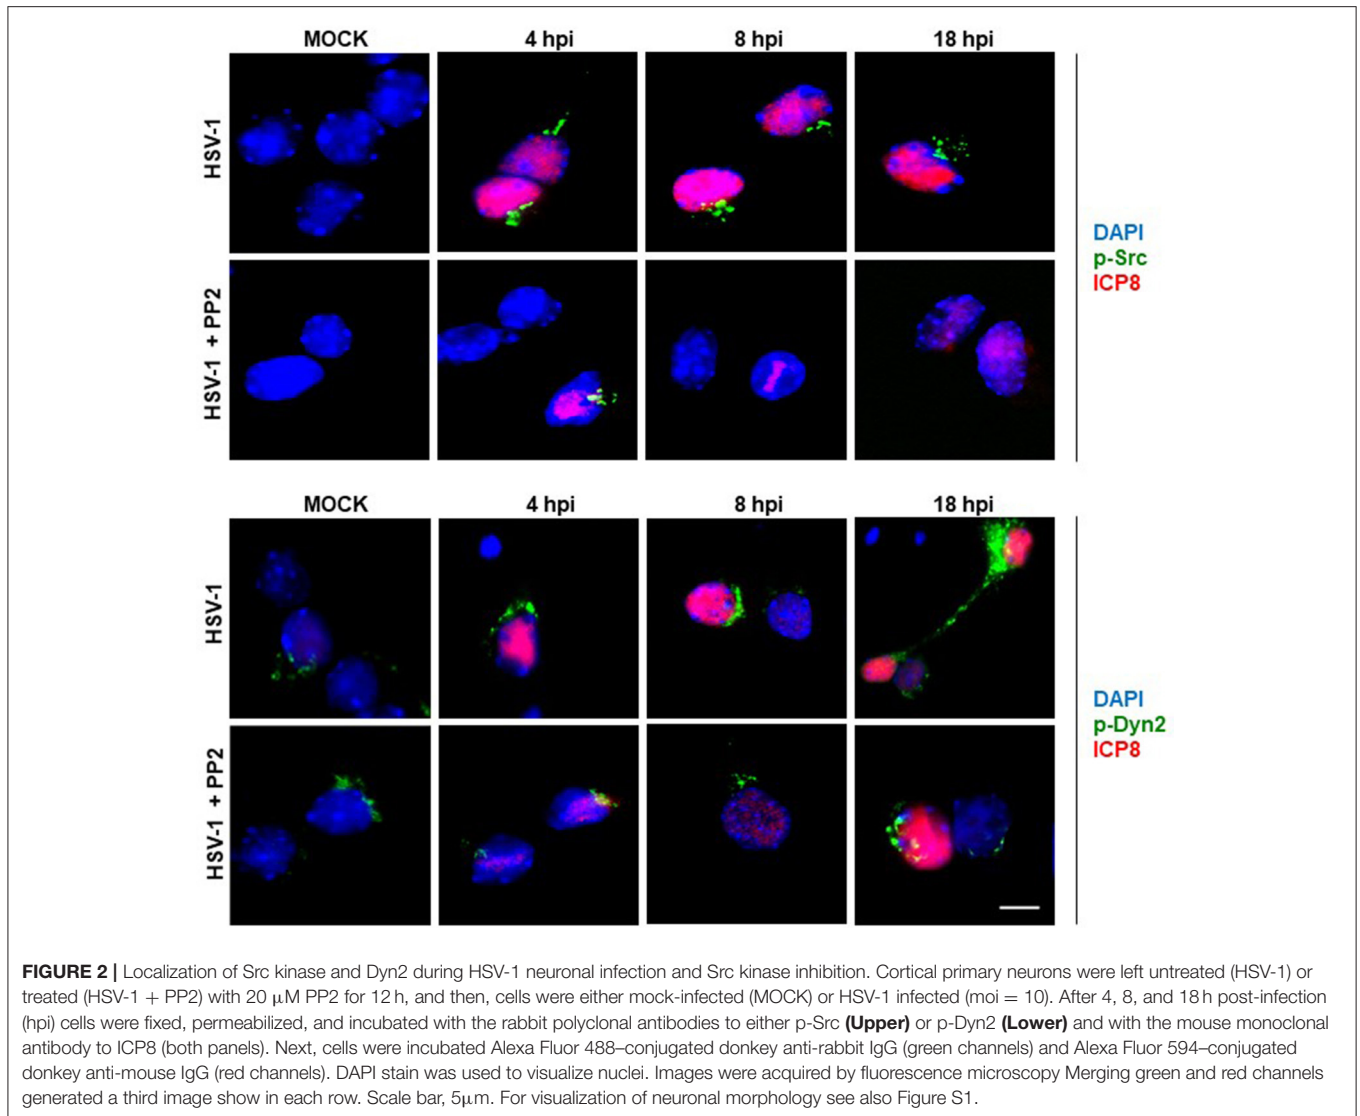 MOCK 4 hpi 8 hpi 18 hpi
HSV-1
HSV-1 + PP2
DAPI
p-Src
ICP8
MOCK 4 hpi 8 hpi 18 hpi
HSV-1
HSV-1 + PP2
DAPI
p-Dyn2
ICP8
FIGURE 2 | Localization of Src kinase and Dyn2 during HSV-1 neuronal infection and Src kinase inhibition. Cortical primary neurons were left untreated (HSV-1) or
treated (HSV-1 + PP2) with 20 μM PP2 for 12 h, and then, cells were either mock-infected (MOCK) or HSV-1 infected (moi = 10). After 4, 8, and 18 h post-infection
(hpi) cells were fixed, permeabilized, and incubated with the rabbit polyclonal antibodies to either p-Src (Upper) or p-Dyn2 (Lower) and with the mouse monoclonal
antibody to ICP8 (both panels). Next, cells were incubated Alexa Fluor 488–conjugated donkey anti-rabbit IgG (green channels) and Alexa Fluor 594–conjugated
donkey anti-mouse IgG (red channels). DAPI stain was used to visualize nuclei. Images were acquired by fluorescence microscopy Merging green and red channels
generated a third image show in each row. Scale bar, 5μm. For visualization of neuronal morphology see also Figure S1.